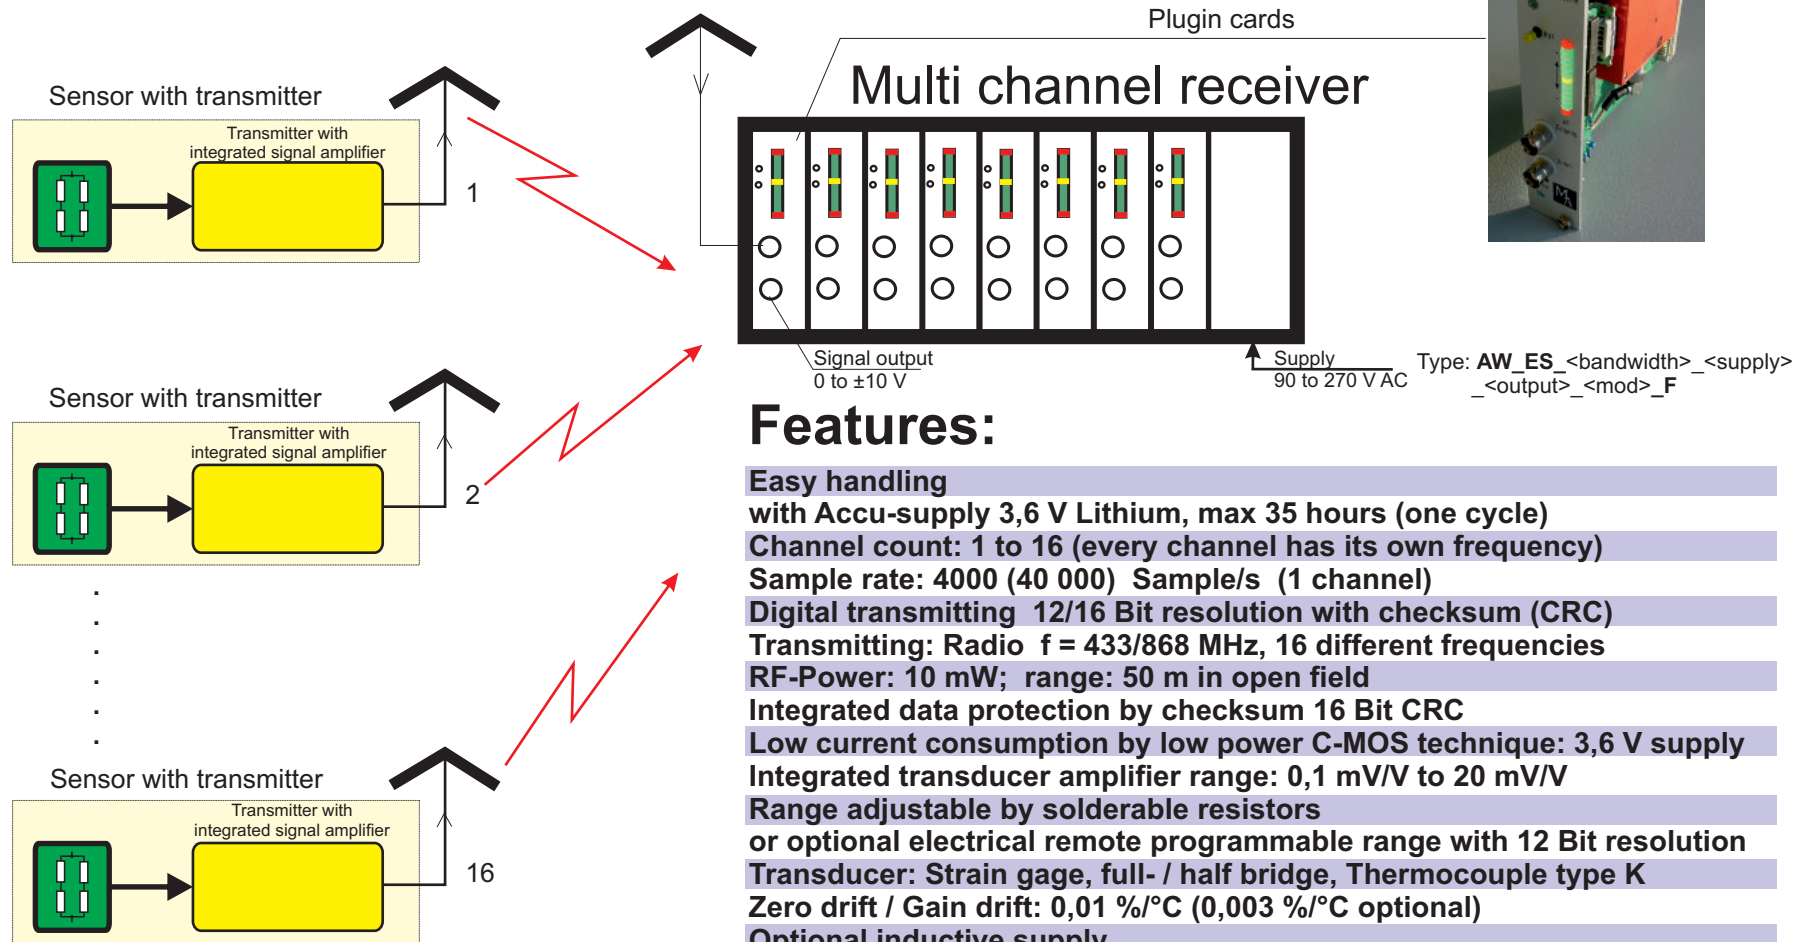 Plugin cards
Multi channel receiver
Sensor with transmitter
Transmitter with
integrated signal amplifier
1
Signal output
0 to ±10 V
Supply
90 to 270 V AC
Type: AW_ES_<bandwidth>_<supply>
_<output>_<mod>_F
Sensor with transmitter
Transmitter with
integrated signal amplifier
2
.
.
.
.
.
.
Sensor with transmitter
Transmitter with
integrated signal amplifier
16
Features:
Easy handling
with Accu-supply 3,6 V Lithium, max 35 hours (one cycle)
Channel count: 1 to 16 (every channel has its own frequency)
Sample rate: 4000 (40 000)  Sample/s  (1 channel)
Digital transmitting  12/16 Bit resolution with checksum (CRC)
Transmitting: Radio  f = 433/868 MHz, 16 different frequencies
RF-Power: 10 mW;  range: 50 m in open field
Integrated data protection by checksum 16 Bit CRC
Low current consumption by low power C-MOS technique: 3,6 V supply
Integrated transducer amplifier range: 0,1 mV/V to 20 mV/V
Range adjustable by solderable resistors
or optional electrical remote programmable range with 12 Bit resolution
Transducer: Strain gage, full- / half bridge, Thermocouple type K
Zero drift / Gain drift: 0,01 %/°C (0,003 %/°C optional)
Optional inductive supply